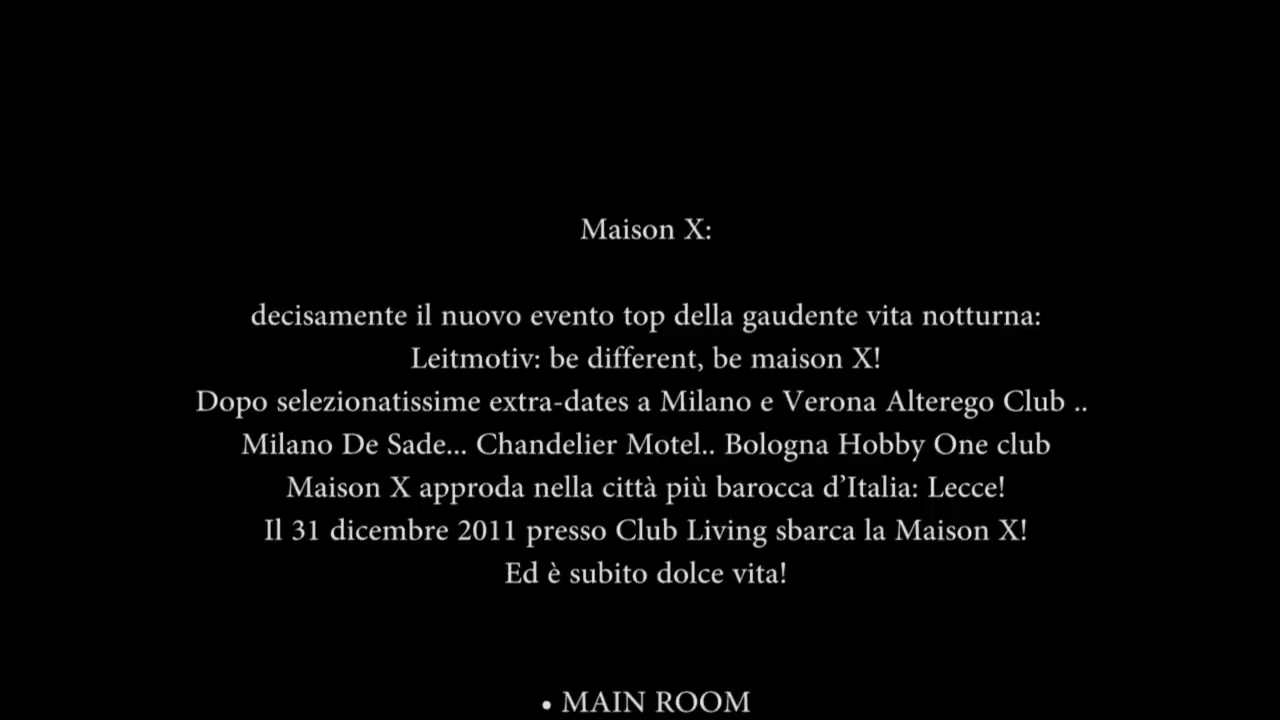 Maison X:
decisamente il nuovo evento top della gaudente vita notturna:
Leitmotiv: be different, be maison X!
Dopo selezionatissime extra-dates a Milano e Verona Alterego Club ..
Milano De Sade... Chandelier Motel.. Bologna Hobby One club
Maison X approda nella città più barocca d’Italia: Lecce!
Il 31 dicembre 2011 presso Club Living sbarca la Maison X!
Ed è subito dolce vita!
• MAIN ROOM